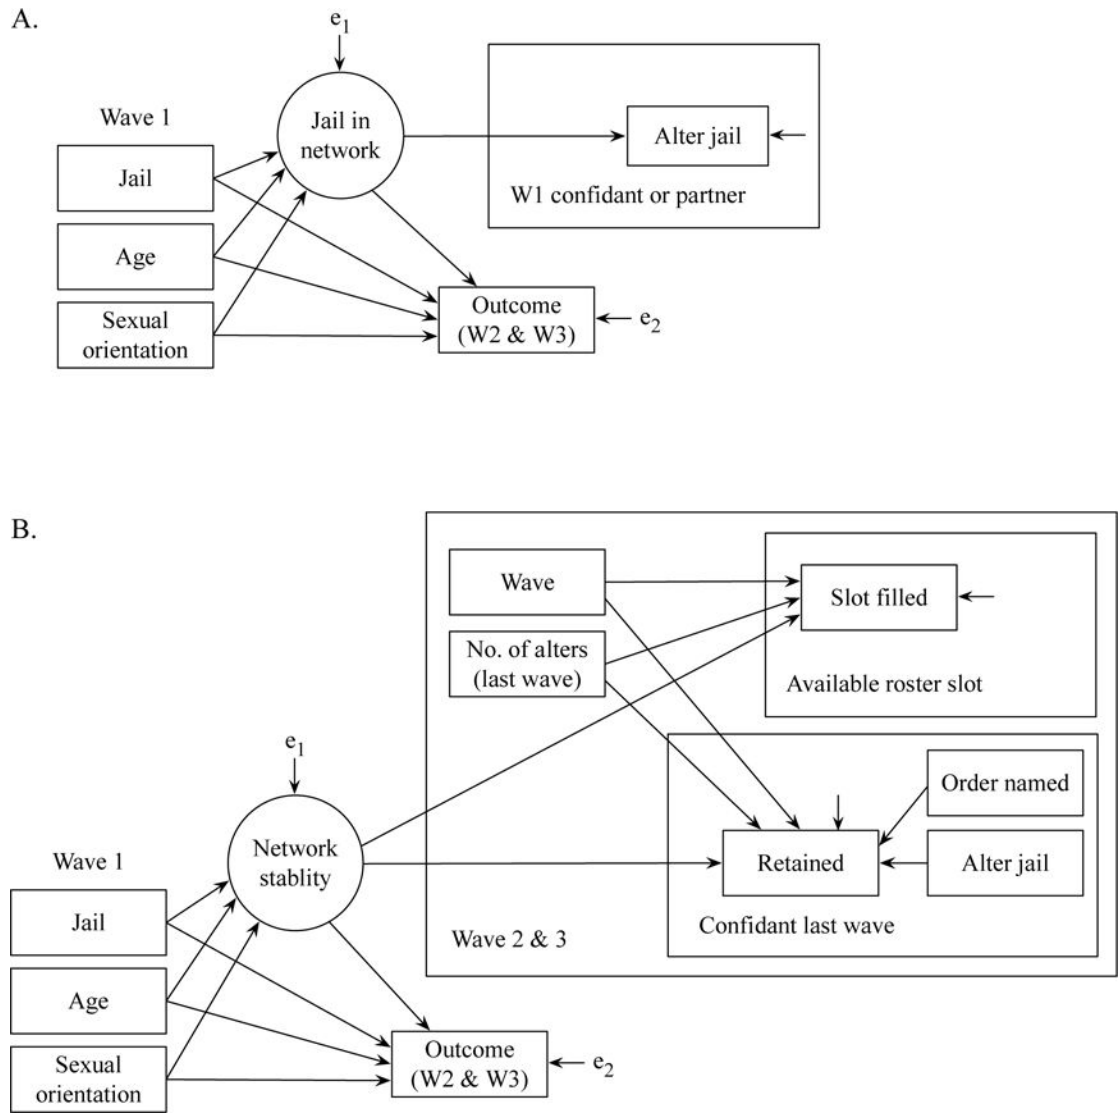 A.
e1
Wave 1
Jail in
network
Alter jail
Jail
W1 confidant or partner
Age
Outcome
(W2 & W3)
e2
Sexual
orientation
B.
Wave
Slot filled
No. of alters
(last wave)
Available roster slot
e1
Order named
Network
stablity
Retained
Alter jail
Wave 1
Jail
Confidant last wave
Wave 2 & 3
Age
Outcome
(W2 & W3)
e2
Sexual
orientation